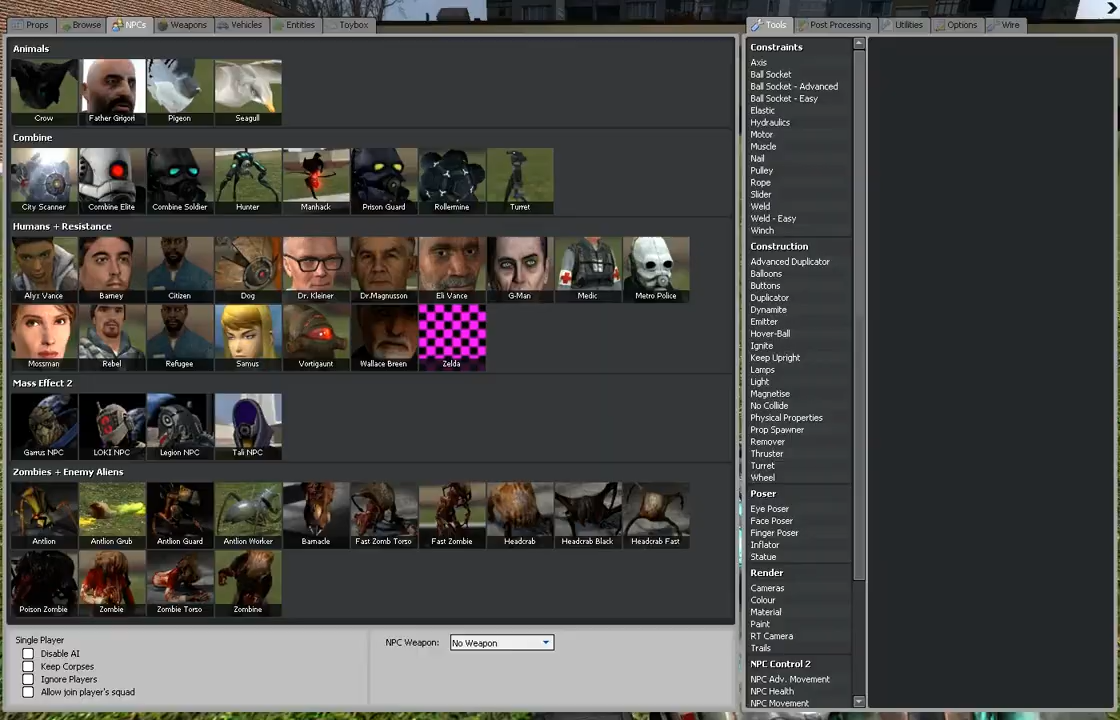 Props Browse NPCs Weapons Vehicles Entities Toybox
Animals
Crow Father Grigori Pigeon Seagull
Combine
City Scanner Combine Elite Combine Soldier Hunter Manhack Prison Guard Rollermine Turret
Humans + Resistance
Alyx Vance Barney Citizen Dog Dr. Kleiner Dr.Magnusson Eli Vance G-Man Medic Metro Police
Mossman Rebel Refugee Samus Vortigaunt Wallace Breen Zelda
Mass Effect 2
Garrus NPC LOKI NPC Legion NPC Tali NPC
Zombies + Enemy Aliens
Antlion Antlion Grub Antlion Guard Antlion Worker Barnacle Fast Zomb Torso Fast Zombie Headcrab Headcrab Black Headcrab Fast
Poison Zombie Zombie Zombie Torso Zombine
Single Player
Disable AI
Keep Corpses
Ignore Players
Allow join player's squad
NPC Weapon: No Weapon
Tools Post Processing Utilities Options Wire
Constraints
Axis
Ball Socket
Ball Socket - Advanced
Ball Socket - Easy
Elastic
Hydraulics
Motor
Muscle
Nail
Pulley
Rope
Slider
Weld
Weld - Easy
Winch
Construction
Advanced Duplicator
Balloons
Buttons
Duplicator
Dynamite
Emitter
Hover-Ball
Ignite
Keep Upright
Lamps
Light
Magnetise
No Collide
Physical Properties
Prop Spawner
Remover
Thruster
Turret
Wheel
Poser
Eye Poser
Face Poser
Finger Poser
Inflator
Statue
Render
Cameras
Colour
Material
Paint
RT Camera
Trails
NPC Control 2
NPC Adv. Movement
NPC Health
NPC Movement